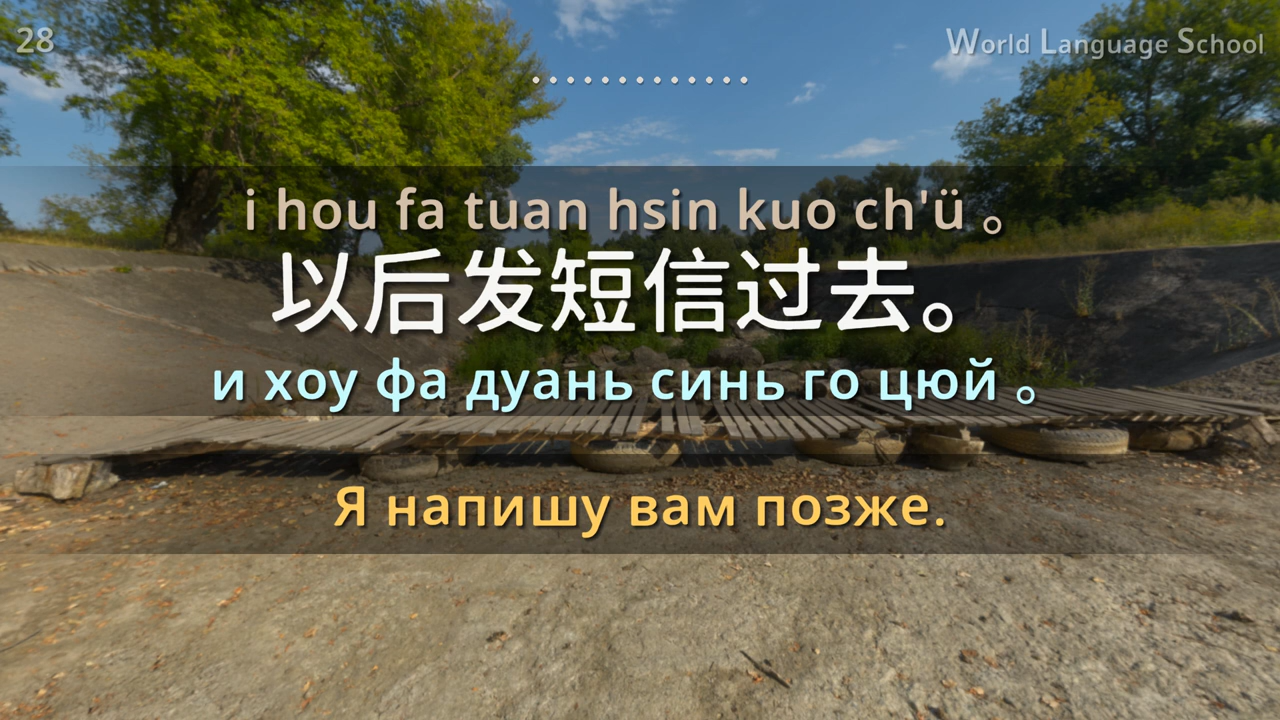 28
World Language School
i hou fa tuan hsin kuo ch'ü 。
以后发短信过去。
и хоу фа дуань синь го цюй 。
Я напишу вам позже.